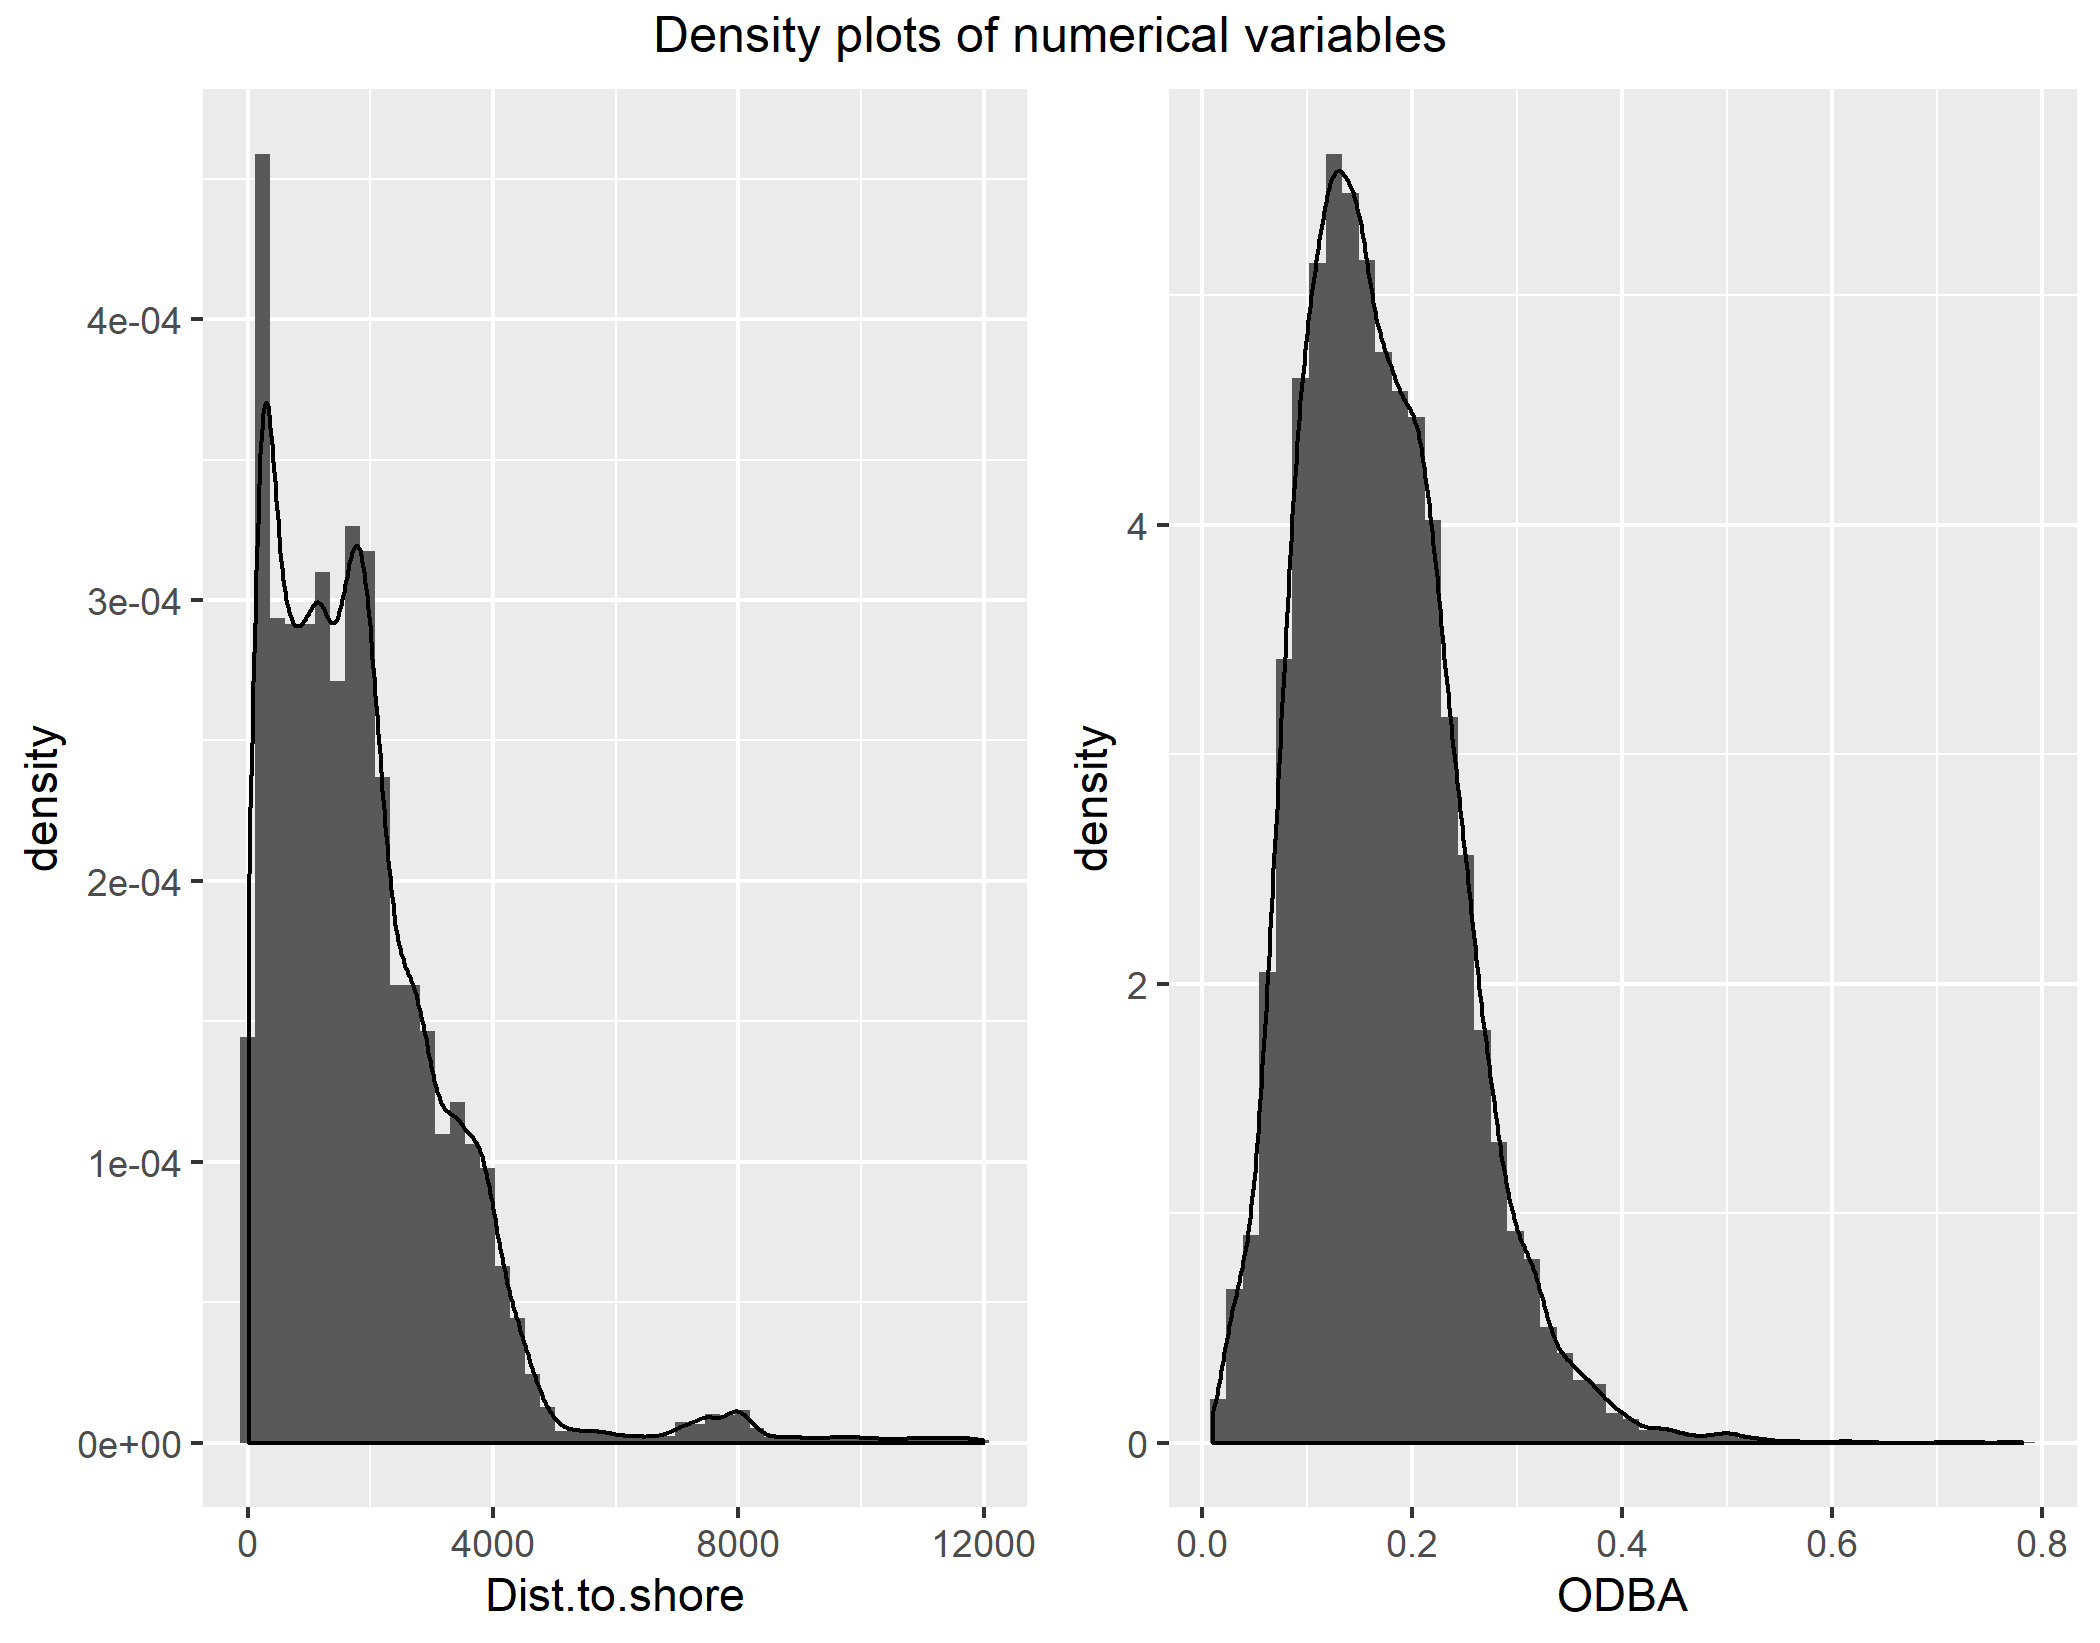 Density plots of numerical variables
density
4e-04
3e-04
2e-04
1e-04
0e+00
0 4000 8000 12000
Dist.to.shore
density
4
2
0
0.0 0.2 0.4 0.6 0.8
ODBA